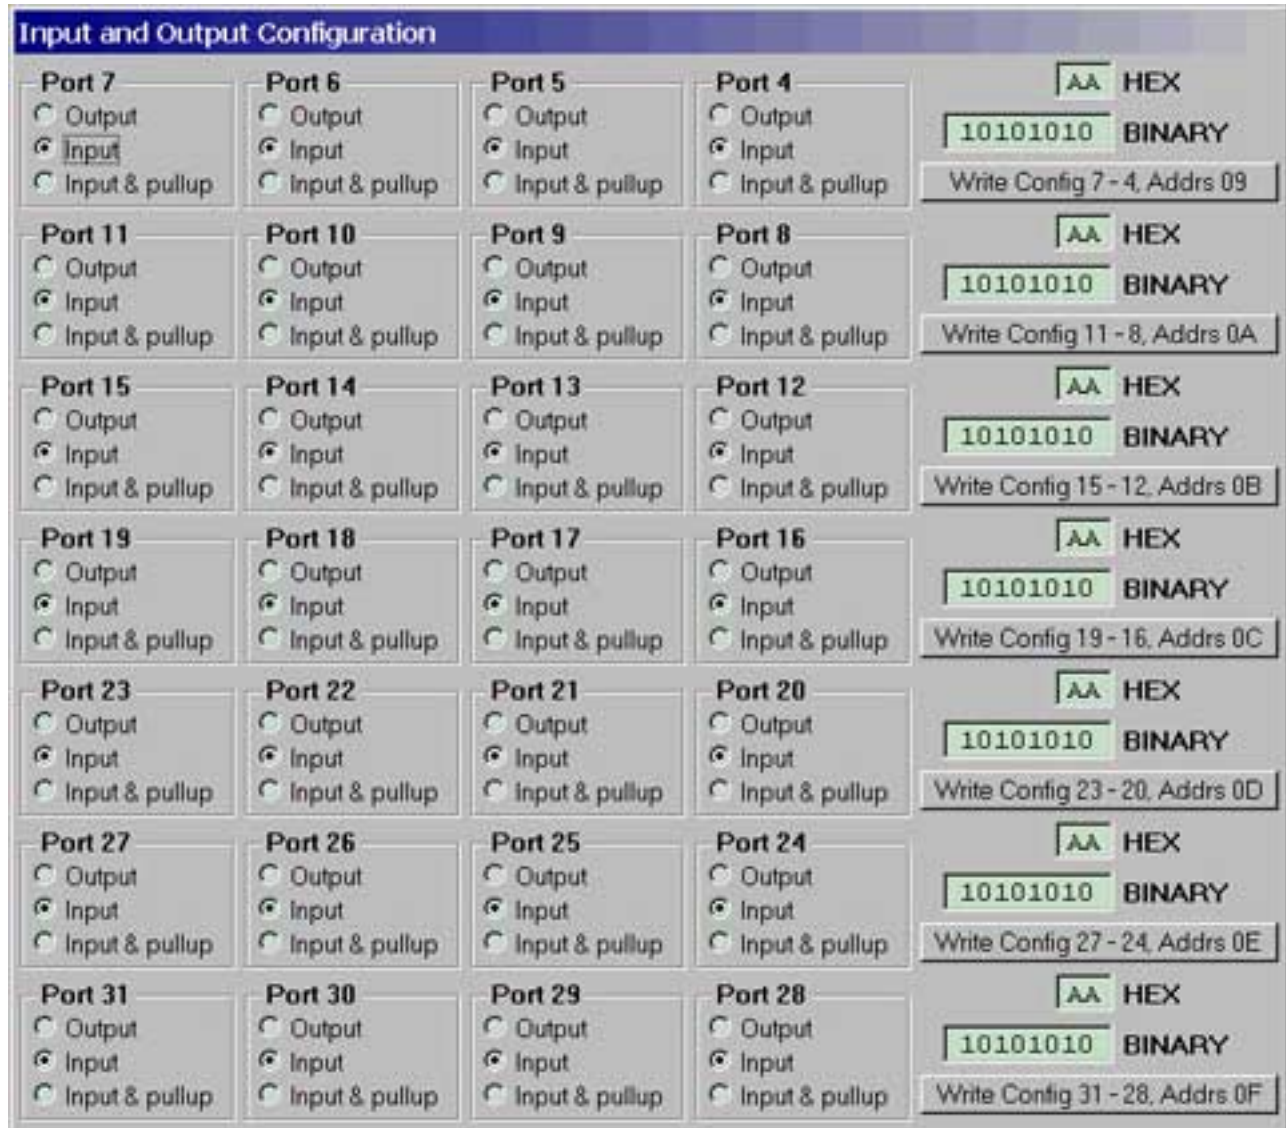 Input and Output Configuration
Port 7 Port 6 Port 5 Port 4 AA HEX
Output Output Output Output
10101010 BINARY
Input Input Input Input
Input & pullup Input & pullup Input & pullup Input & pullup Write Config 7 - 4, Addrs 09
Port 11 Port 10 Port 9 Port 8 AA HEX
Output Output Output Output
10101010 BINARY
Input Input Input Input
Input & pullup Input & pullup Input & pullup Input & pullup Write Config 11 - 8, Addrs 0A
Port 15 Port 14 Port 13 Port 12 AA HEX
Output Output Output Output
10101010 BINARY
Input Input Input Input
Input & pullup Input & pullup Input & pullup Input & pullup Write Config 15 - 12, Addrs 0B
Port 19 Port 18 Port 17 Port 16 AA HEX
Output Output Output Output
10101010 BINARY
Input Input Input Input
Input & pullup Input & pullup Input & pullup Input & pullup Write Config 19 - 16, Addrs 0C
Port 23 Port 22 Port 21 Port 20 AA HEX
Output Output Output Output
10101010 BINARY
Input Input Input Input
Input & pullup Input & pullup Input & pullup Input & pullup Write Config 23 - 20, Addrs 0D
Port 27 Port 26 Port 25 Port 24 AA HEX
Output Output Output Output
10101010 BINARY
Input Input Input Input
Input & pullup Input & pullup Input & pullup Input & pullup Write Config 27 - 24, Addrs 0E
Port 31 Port 30 Port 29 Port 28 AA HEX
Output Output Output Output
10101010 BINARY
Input Input Input Input
Input & pullup Input & pullup Input & pullup Input & pullup Write Config 31 - 28, Addrs 0F